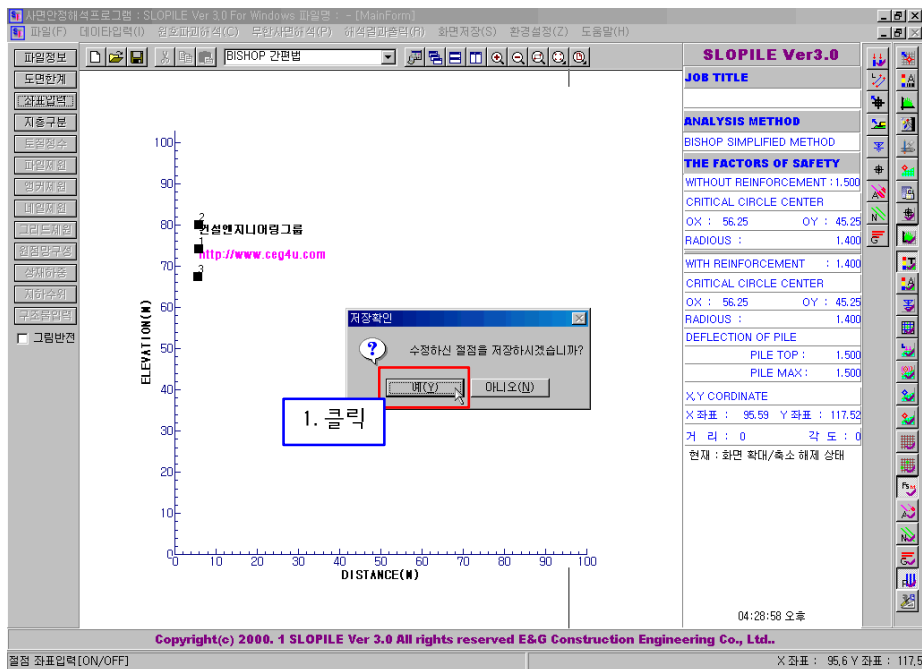 사면안정해석프로그램 : SLOPILE Ver 3.0 For Windows 파일명 : - [MainForm]
파일(F) 데이타입력(I) 원호파괴해석(C) 무한사면해석(P) 해석결과출력(R) 화면저장(S) 환경설정(Z) 도움말(H)
파일정보
BISHOP 간편법
도면한계
좌표입력
지층구분
토질정수
파일제원
앵커제원
네일제원
그리드제원
원점망구성
상재하중
지하수위
구조물입력
그림반전
ELEVATION(M)
100
90
80
70
60
50
40
30
20
10
0
0 10 20 30 40 50 60 70 80 90 100
DISTANCE(M)
2
건설엔지니어링그룹
1
http://www.ceg4u.com
3
저장확인
수정하신 절점을 저장하시겠습니까?
예(Y) 아니오(N)
1. 클릭
SLOPILE Ver3.0
JOB TITLE
ANALYSIS METHOD
BISHOP SIMPLIFIED METHOD
THE FACTORS OF SAFETY
WITHOUT REINFORCEMENT : 1.500
CRITICAL CIRCLE CENTER
OX : 56.25 OY : 45.25
RADIOUS : 1.400
WITH REINFORCEMENT : 1.400
CRITICAL CIRCLE CENTER
OX : 56.25 OY : 45.25
RADIOUS : 1.400
DEFLECTION OF PILE
PILE TOP : 1.500
PILE MAX : 1.500
X,Y CORDINATE
X 좌표 : 95.59 Y 좌표 : 117.52
거 리 : 0 각 도 : 0
현재 : 화면 확대/축소 해제 상태
04:28:58 오후
Copyright(c) 2000. 1 SLOPILE Ver 3.0 All rights reserved E&G Construction Engineering Co., Ltd..
절점 좌표입력[ON/OFF] X 좌표 : 95.6 Y 좌표 : 117.5